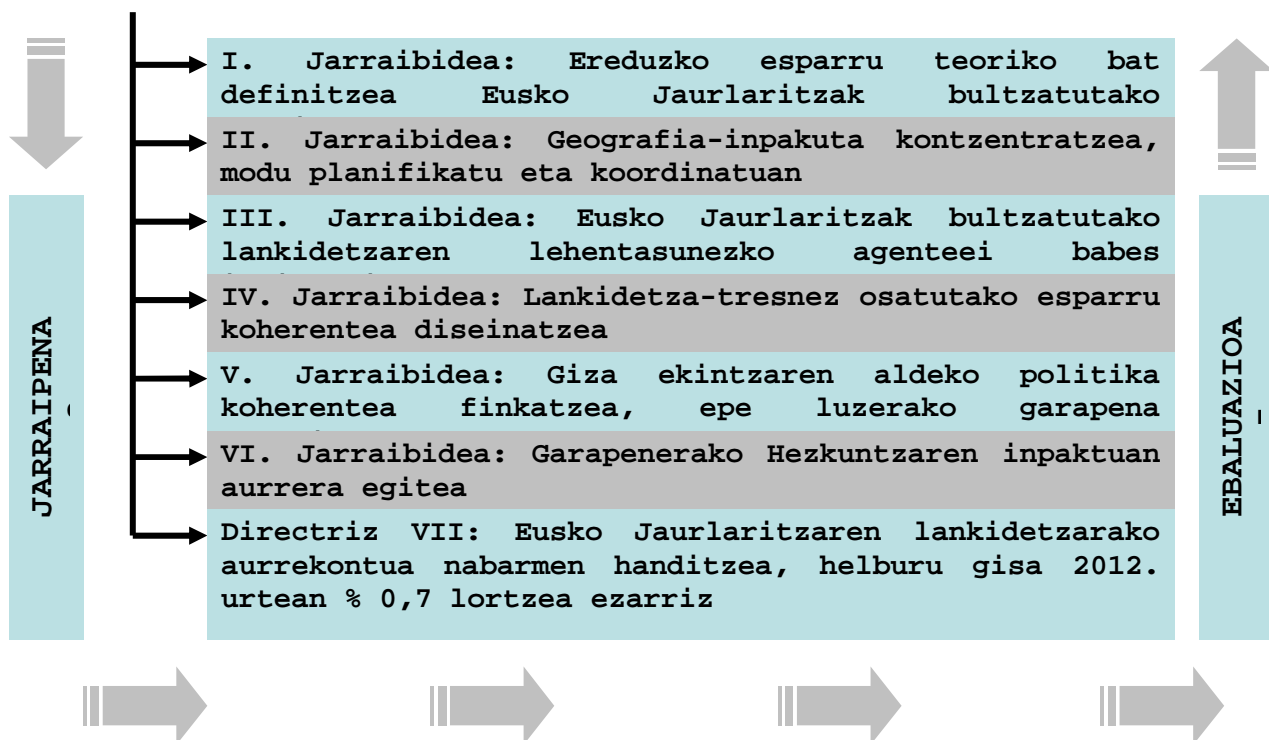 I. Jarraibidea: Ereduzko esparru teoriko bat
definitzea Eusko Jaurlaritzak bultzatutako
II. Jarraibidea: Geografia-inpakuta kontzentratzea,
modu planifikatu eta koordinatuan
III. Jarraibidea: Eusko Jaurlaritzak bultzatutako
lankidetzaren lehentasunezko agenteei babes
IV. Jarraibidea: Lankidetza-tresnez osatutako esparru
koherentea diseinatzea
V. Jarraibidea: Giza ekintzaren aldeko politika
koherentea finkatzea, epe luzerako garapena
VI. Jarraibidea: Garapenerako Hezkuntzaren inpaktuan
aurrera egitea
Directriz VII: Eusko Jaurlaritzaren lankidetzarako
aurrekontua nabarmen handitzea, helburu gisa 2012.
urtean % 0,7 lortzea ezarriz
JARRAIPENA
EBALUAZIOA